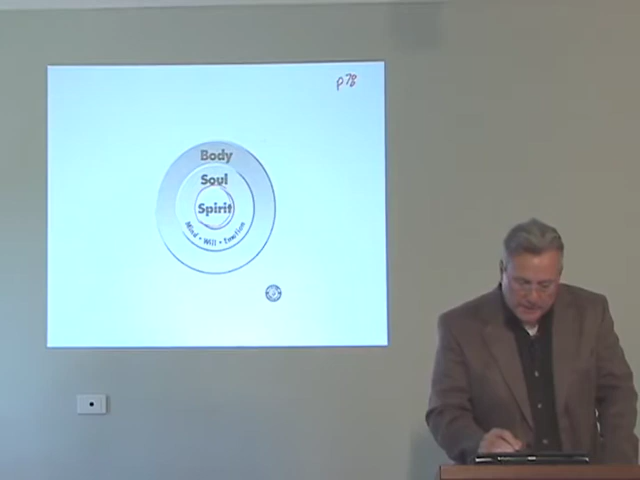 p78
Body
Soul
Spirit
Mind • Will • Emotion